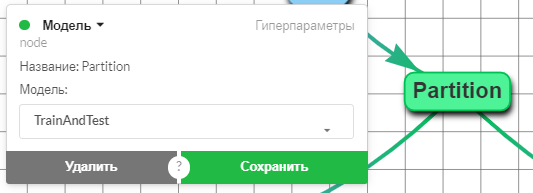 Модель
Гиперпараметры
node
Название: Partition
Модель:
TrainAndTest
Удалить
?
Сохранить
Partition